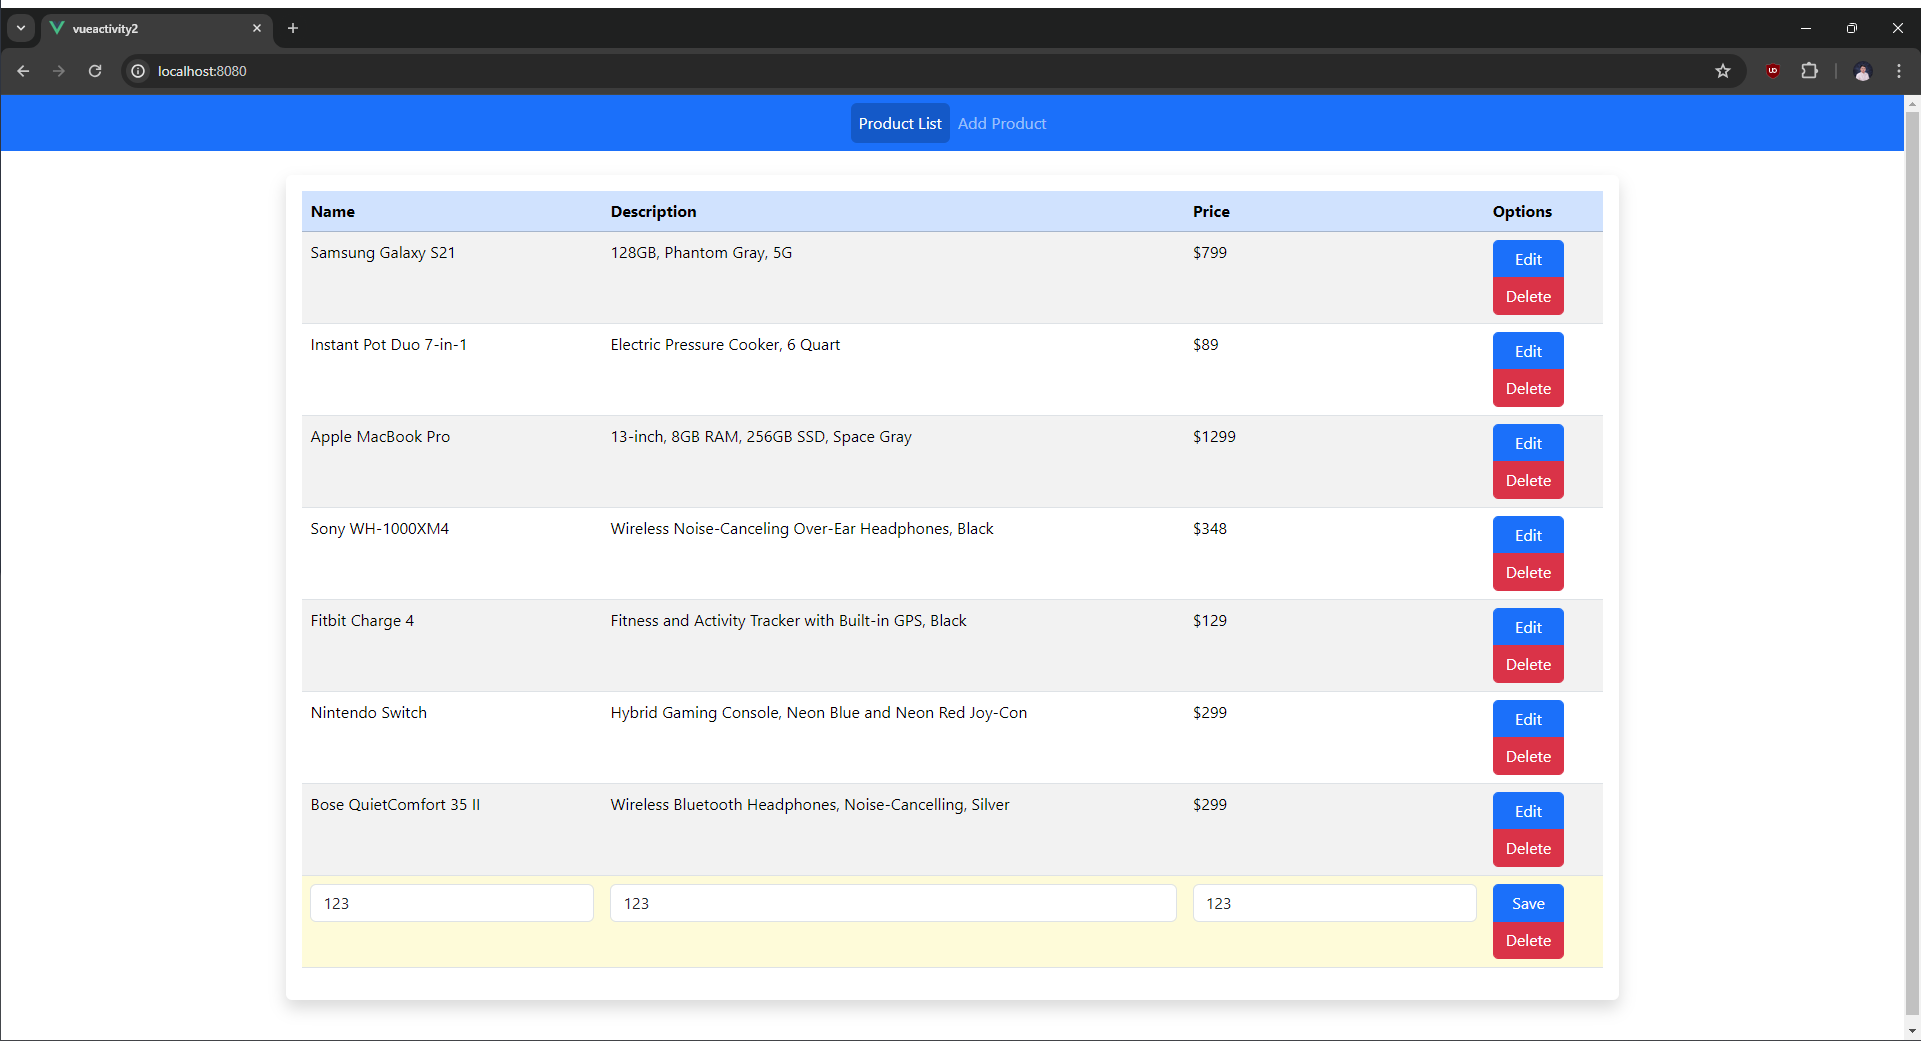 vueactivity2
localhost:8080
Product List Add Product
Name Description Price Options
Samsung Galaxy S21 128GB, Phantom Gray, 5G $799 Edit
Delete
Instant Pot Duo 7-in-1 Electric Pressure Cooker, 6 Quart $89 Edit
Delete
Apple MacBook Pro 13-inch, 8GB RAM, 256GB SSD, Space Gray $1299 Edit
Delete
Sony WH-1000XM4 Wireless Noise-Canceling Over-Ear Headphones, Black $348 Edit
Delete
Fitbit Charge 4 Fitness and Activity Tracker with Built-in GPS, Black $129 Edit
Delete
Nintendo Switch Hybrid Gaming Console, Neon Blue and Neon Red Joy-Con $299 Edit
Delete
Bose QuietComfort 35 II Wireless Bluetooth Headphones, Noise-Cancelling, Silver $299 Edit
Delete
123 123 123 Save
Delete